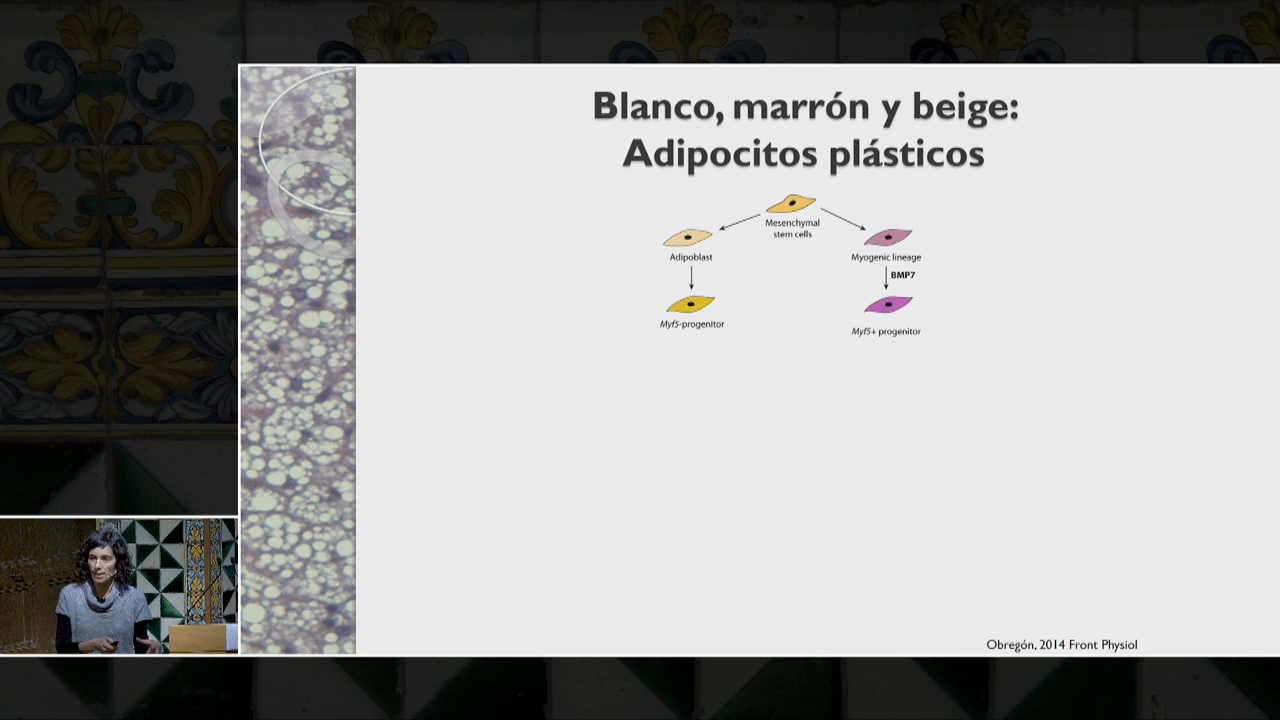 Blanco, marrón y beige:
Adipocitos plásticos
Mesenchymal
stem cells
Adipoblast
Myogenic lineage
BMP7
Myf5-progenitor
Myf5+ progenitor
Obregón, 2014 Front Physiol